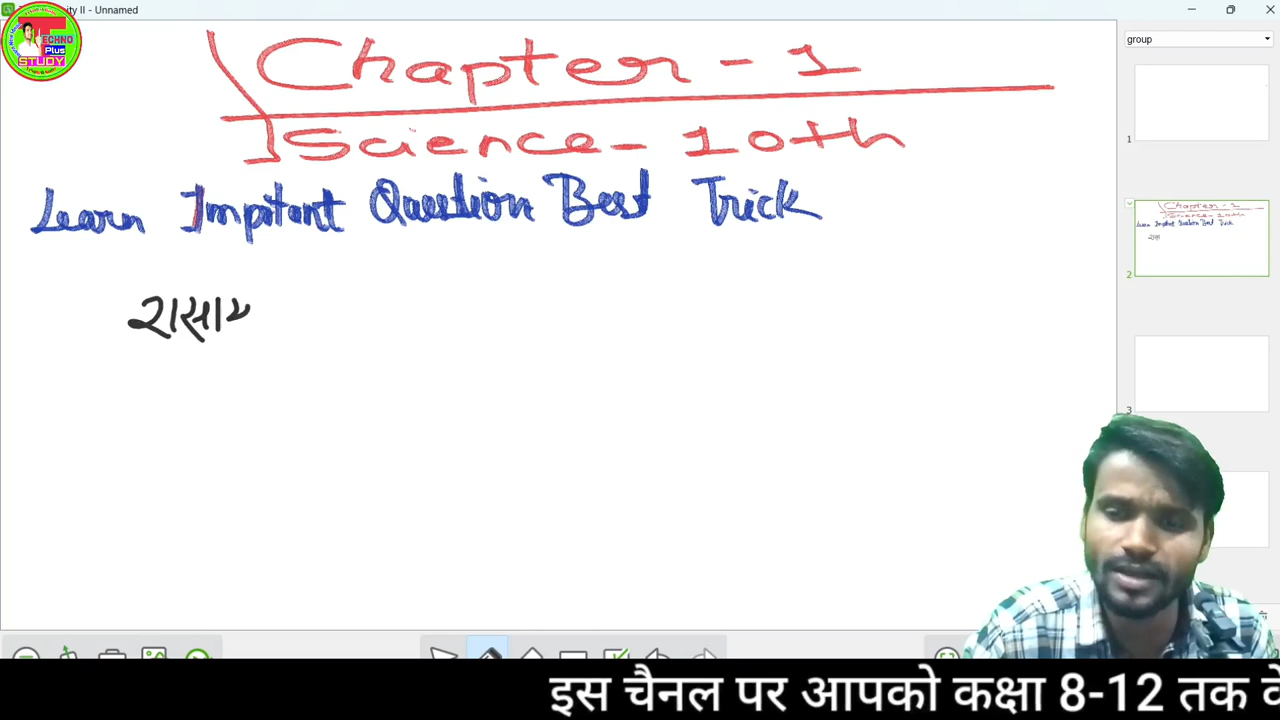 ity II - Unnamed
TECHNO
Plus
STUDY
Chapter - 1
Science - 10th
Learn Impitant Question Best Trick
रासाय
group
1
2
3
इस चैनल पर आपको कक्षा 8-12 तक के